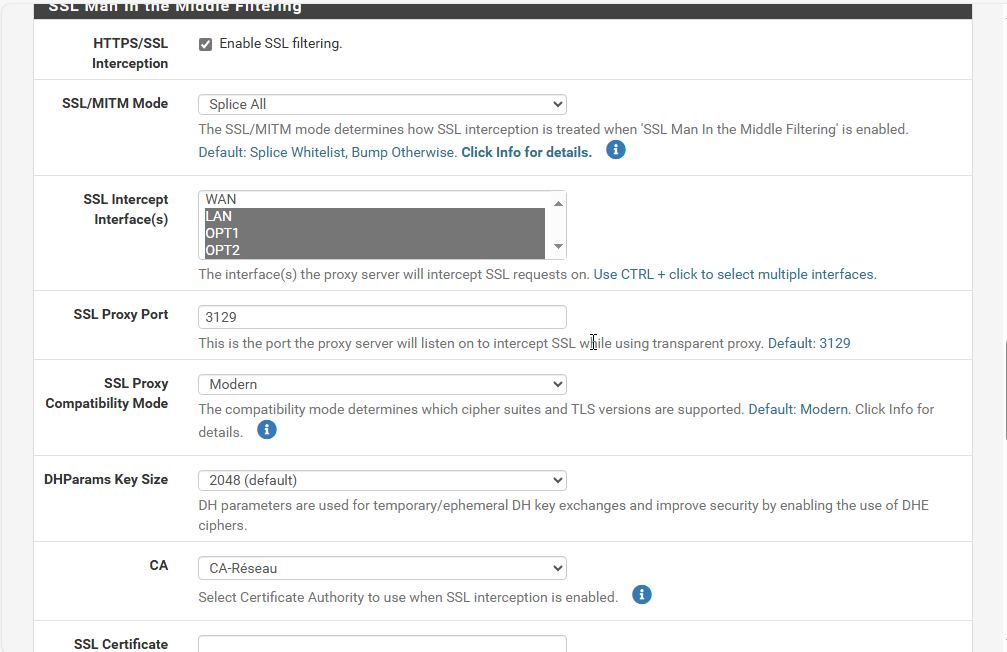 SSL Man In the Middle Filtering
HTTPS/SSL
Interception
Enable SSL filtering.
SSL/MITM Mode
Splice All
The SSL/MITM mode determines how SSL interception is treated when 'SSL Man In the Middle Filtering' is enabled.
Default: Splice Whitelist, Bump Otherwise. Click Info for details.
SSL Intercept
Interface(s)
WAN
LAN
OPT1
OPT2
The interface(s) the proxy server will intercept SSL requests on. Use CTRL + click to select multiple interfaces.
SSL Proxy Port
3129
This is the port the proxy server will listen on to intercept SSL while using transparent proxy. Default: 3129
SSL Proxy
Compatibility Mode
Modern
The compatibility mode determines which cipher suites and TLS versions are supported. Default: Modern. Click Info for
details.
DHParams Key Size
2048 (default)
DH parameters are used for temporary/ephemeral DH key exchanges and improve security by enabling the use of DHE
ciphers.
CA
CA-Réseau
Select Certificate Authority to use when SSL interception is enabled.
SSL Certificate